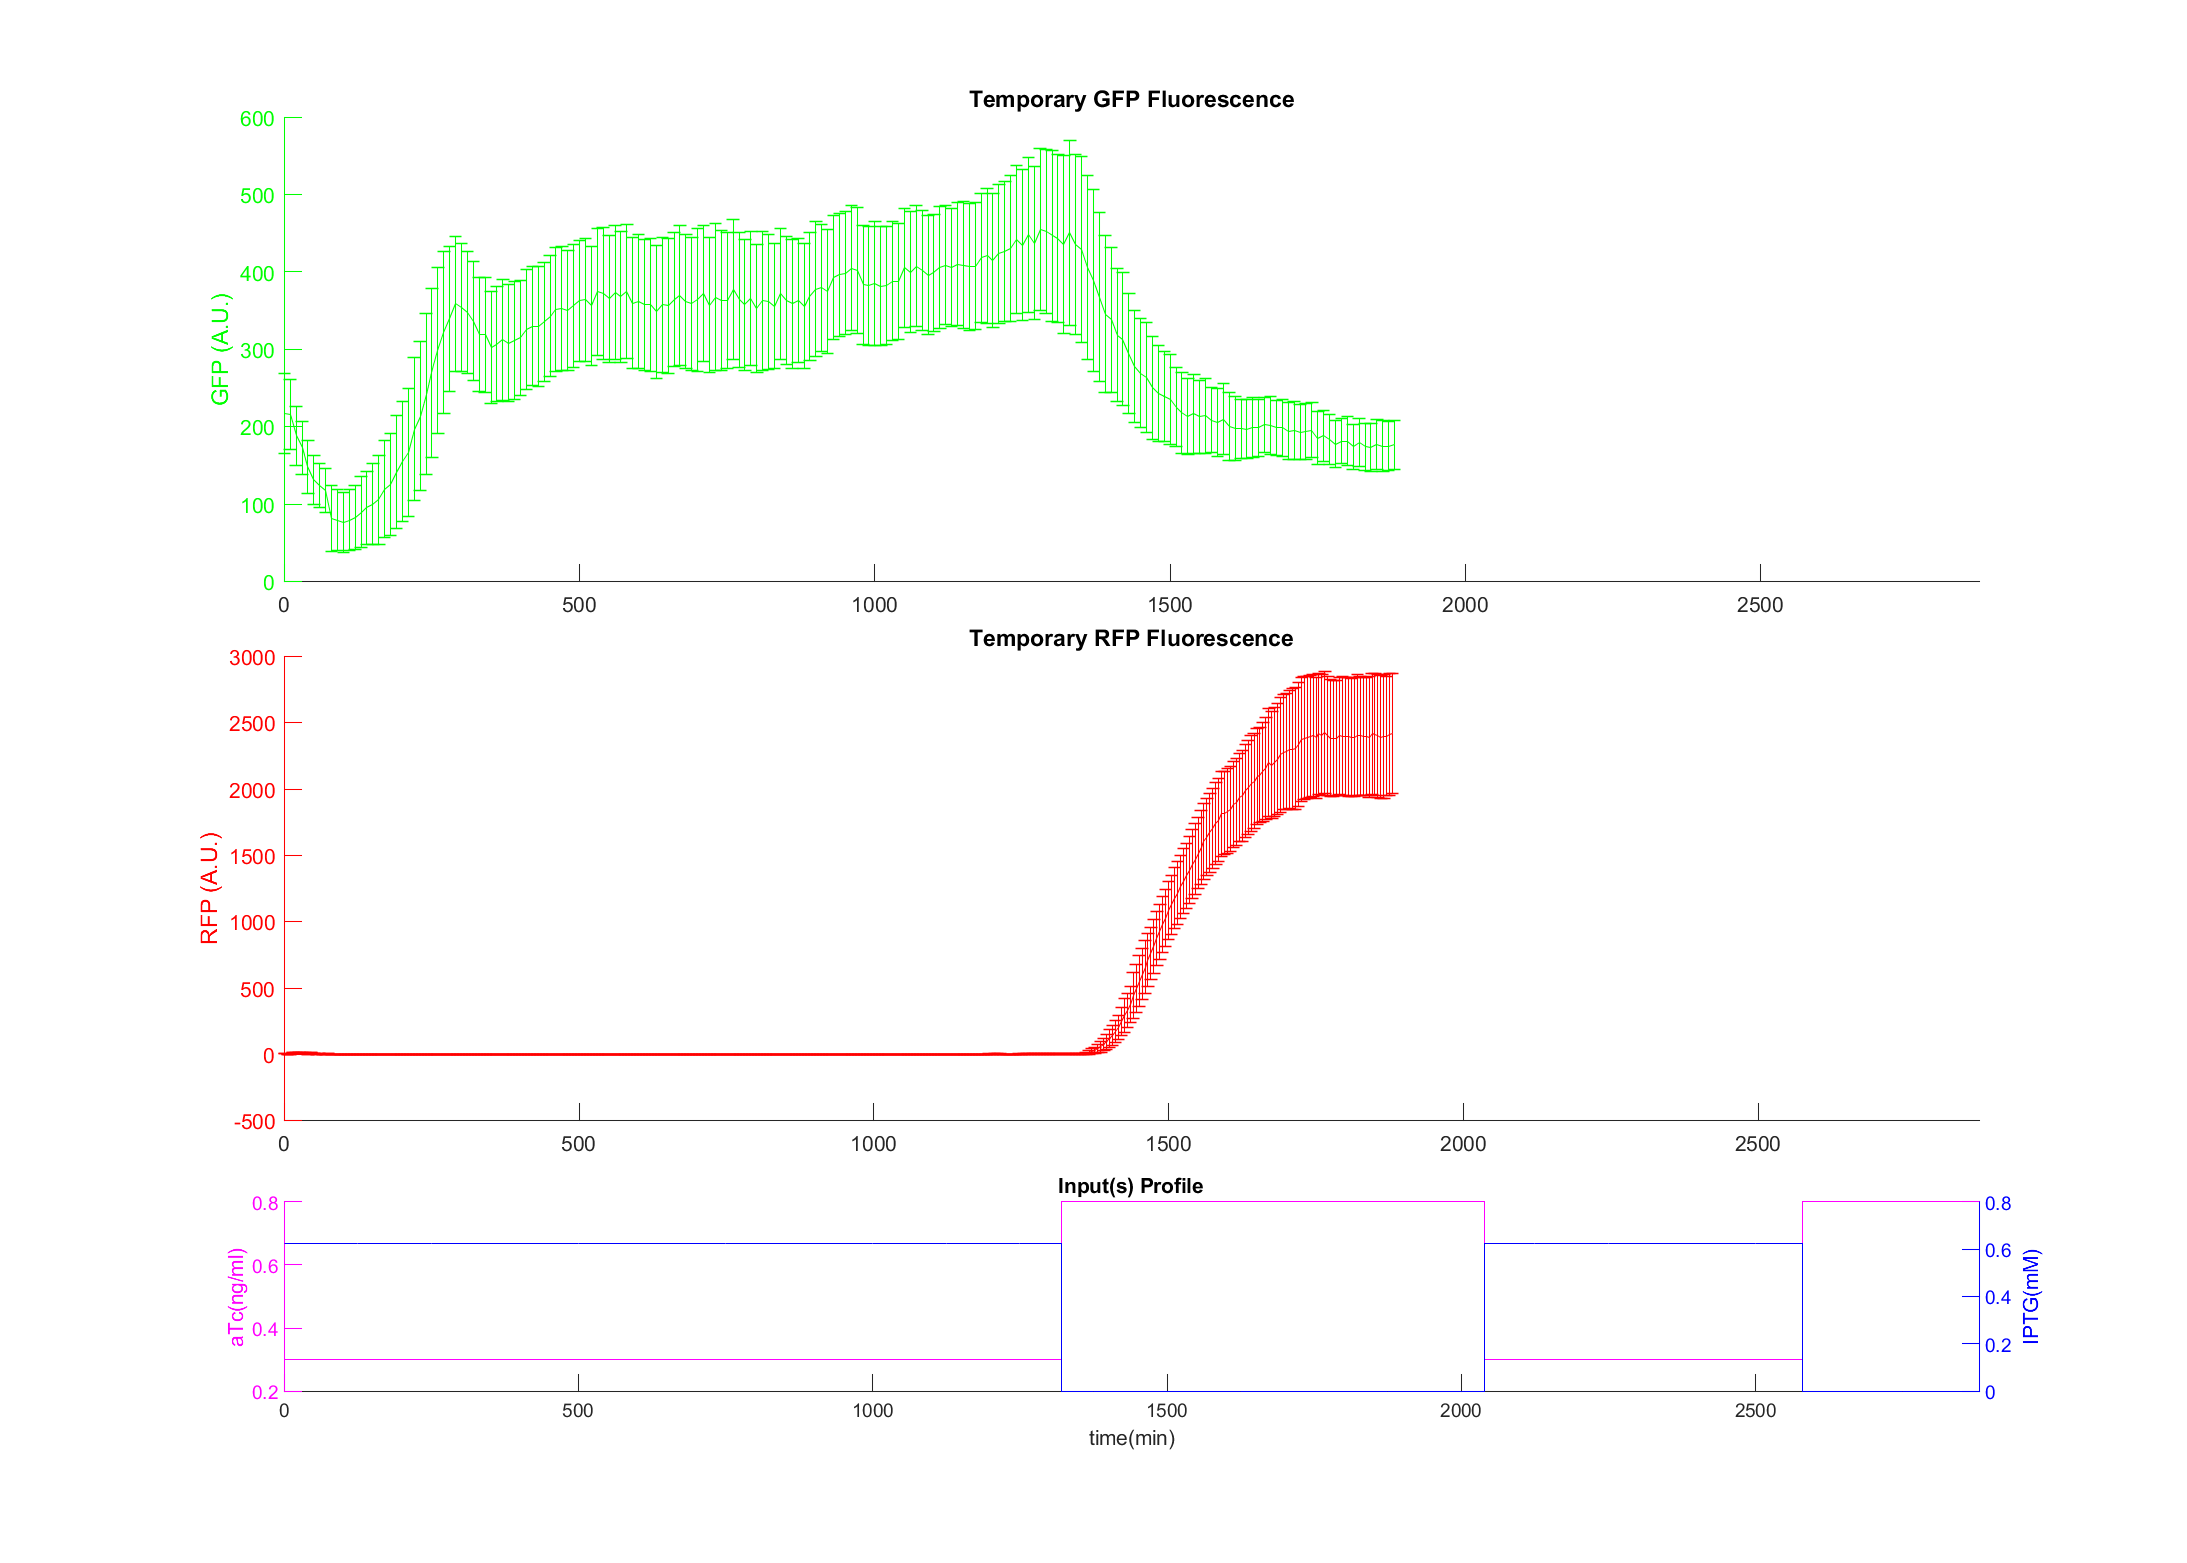 Temporary GFP Fluorescence
600
500
400
300
200
100
0
GFP (A.U.)
0 500 1000 1500 2000 2500
Temporary RFP Fluorescence
3000
2500
2000
1500
1000
500
0
-500
RFP (A.U.)
0 500 1000 1500 2000 2500
Input(s) Profile
0.8
0.6
0.4
0.2
aTc(ng/ml)
0.8
0.6
0.4
0.2
0
IPTG(mM)
0 500 1000 1500 2000 2500
time(min)